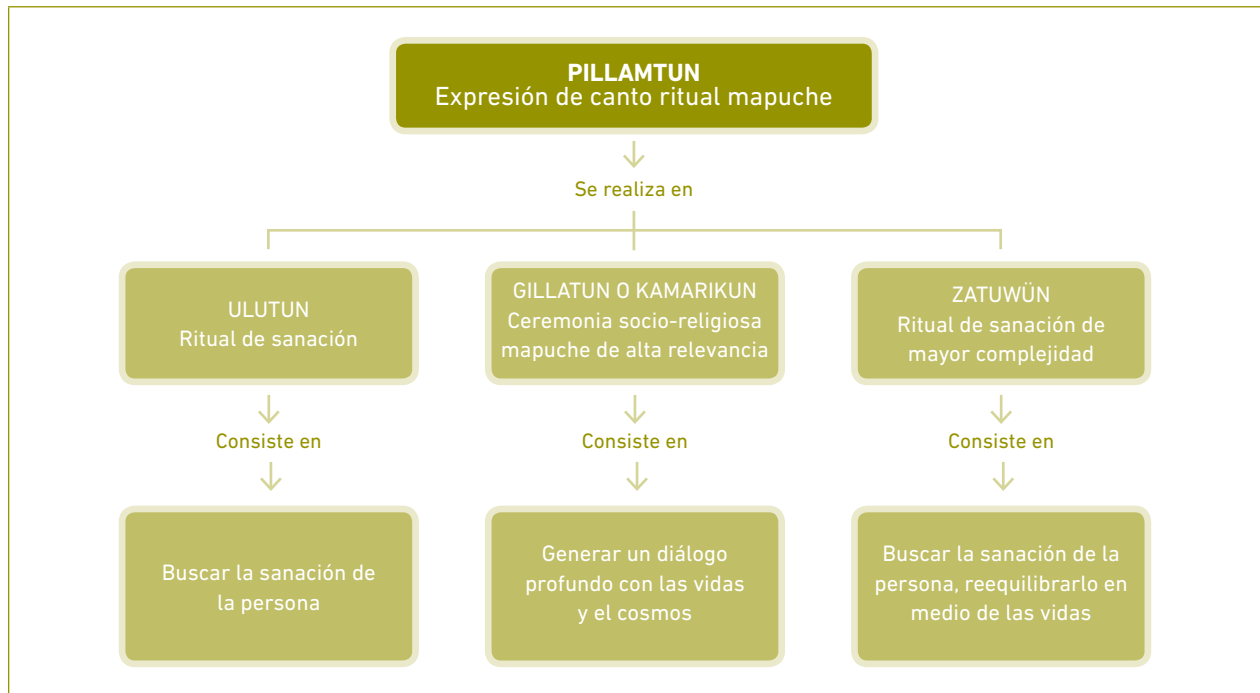 PILLAMTUN
Expresión de canto ritual mapuche
Se realiza en
ULUTUN
Ritual de sanación
GILLATUN O KAMARIKUN
Ceremonia socio-religiosa
mapuche de alta relevancia
ZATUWÜN
Ritual de sanación de
mayor complejidad
Consiste en
Consiste en
Consiste en
Buscar la sanación de
la persona
Generar un diálogo
profundo con las vidas
y el cosmos
Buscar la sanación de la
persona, reequilibrarlo en
medio de las vidas